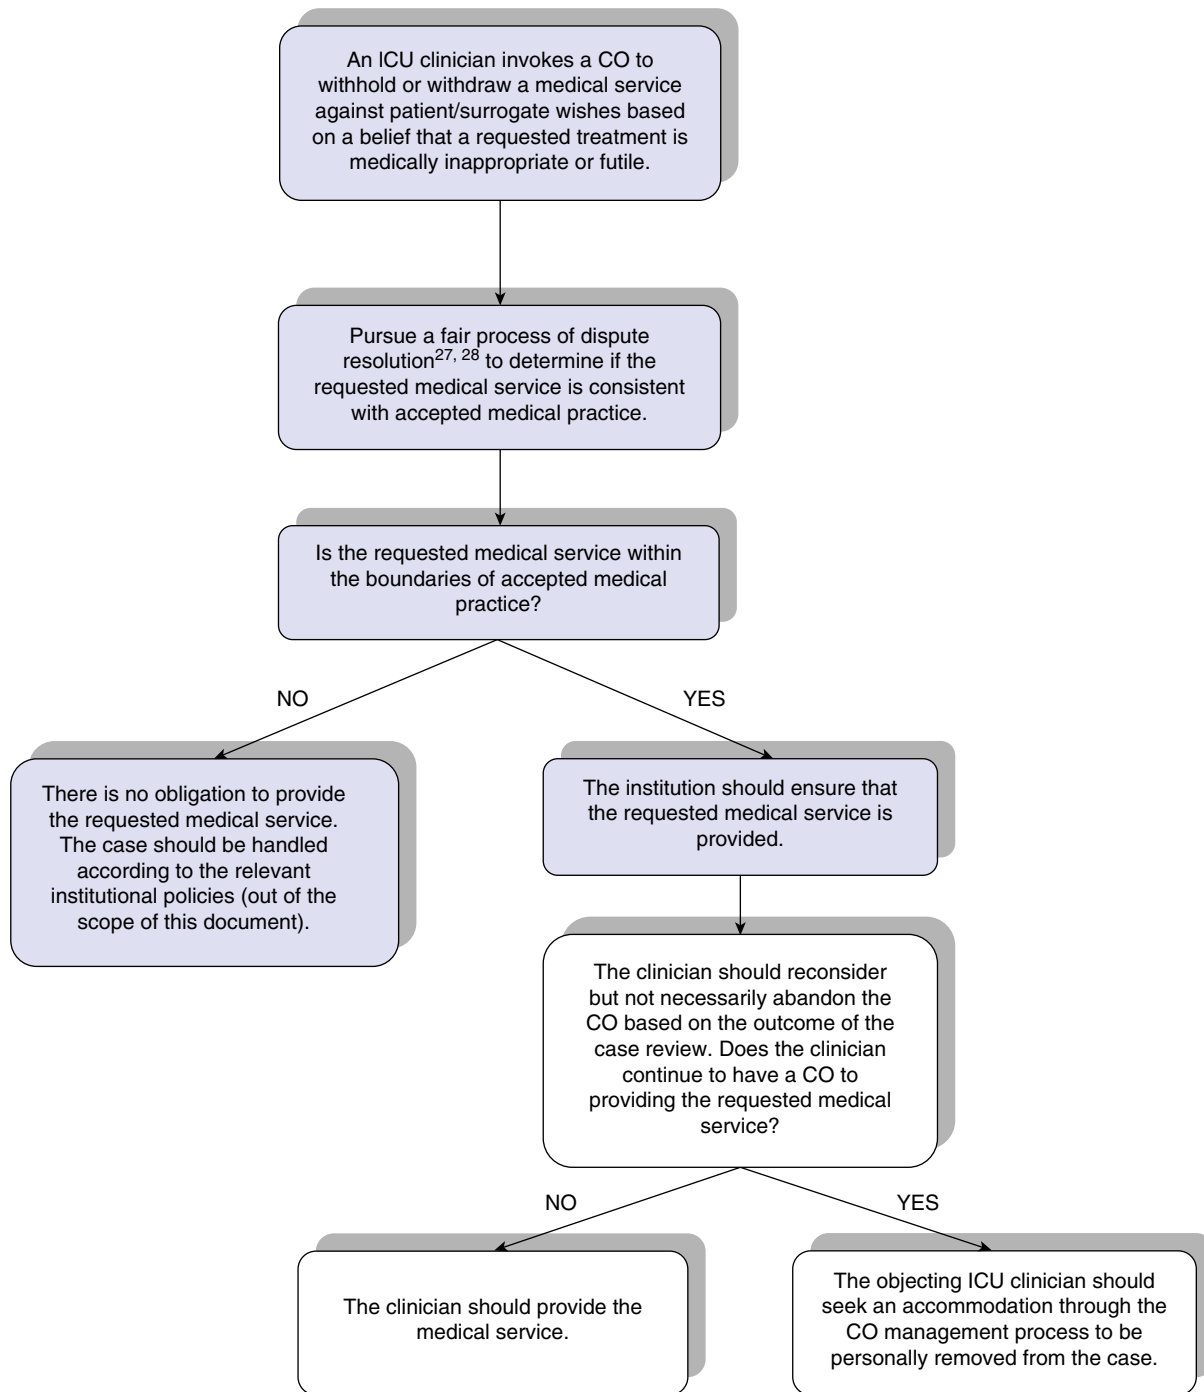 An ICU clinician invokes a CO to
withhold or withdraw a medical service
against patient/surrogate wishes based
on a belief that a requested treatment is
medically inappropriate or futile.
Pursue a fair process of dispute
resolution27, 28 to determine if the
requested medical service is consistent
with accepted medical practice.
Is the requested medical service within
the boundaries of accepted medical
practice?
NO
YES
There is no obligation to provide
the requested medical service.
The case should be handled
according to the relevant
institutional policies (out of the
scope of this document).
The institution should ensure that
the requested medical service is
provided.
The clinician should reconsider
but not necessarily abandon the
CO based on the outcome of the
case review. Does the clinician
continue to have a CO to
providing the requested medical
service?
NO
YES
The clinician should provide the
medical service.
The objecting ICU clinician should
seek an accommodation through the
CO management process to be
personally removed from the case.